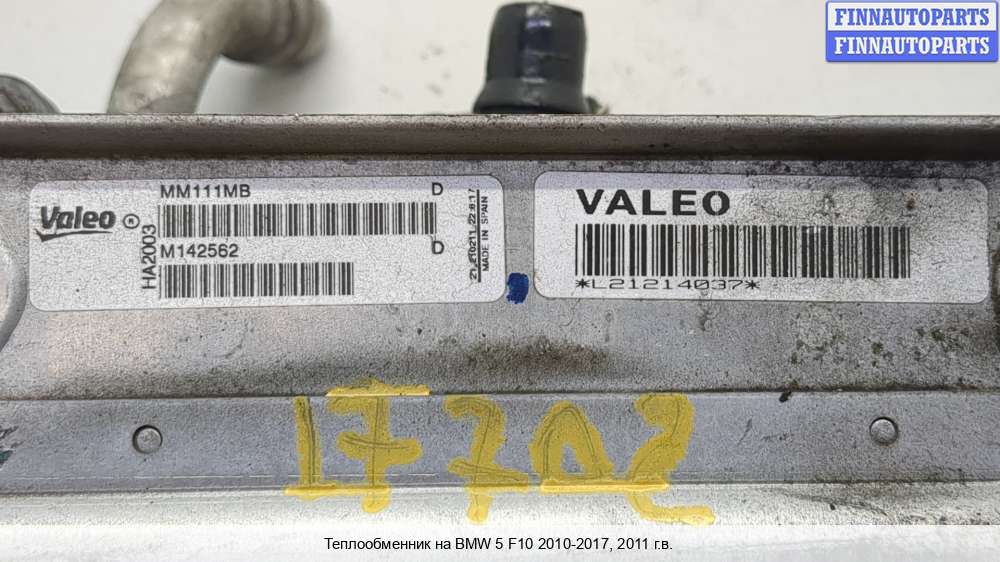 FINNAUTOPARTS
FINNAUTOPARTS
Valeo ®
HA2003
MM111MB D
M142562 D
MADE IN SPAIN
VALEO
*L21214037*
17702
Теплообменник на BMW 5 F10 2010-2017, 2011 г.в.